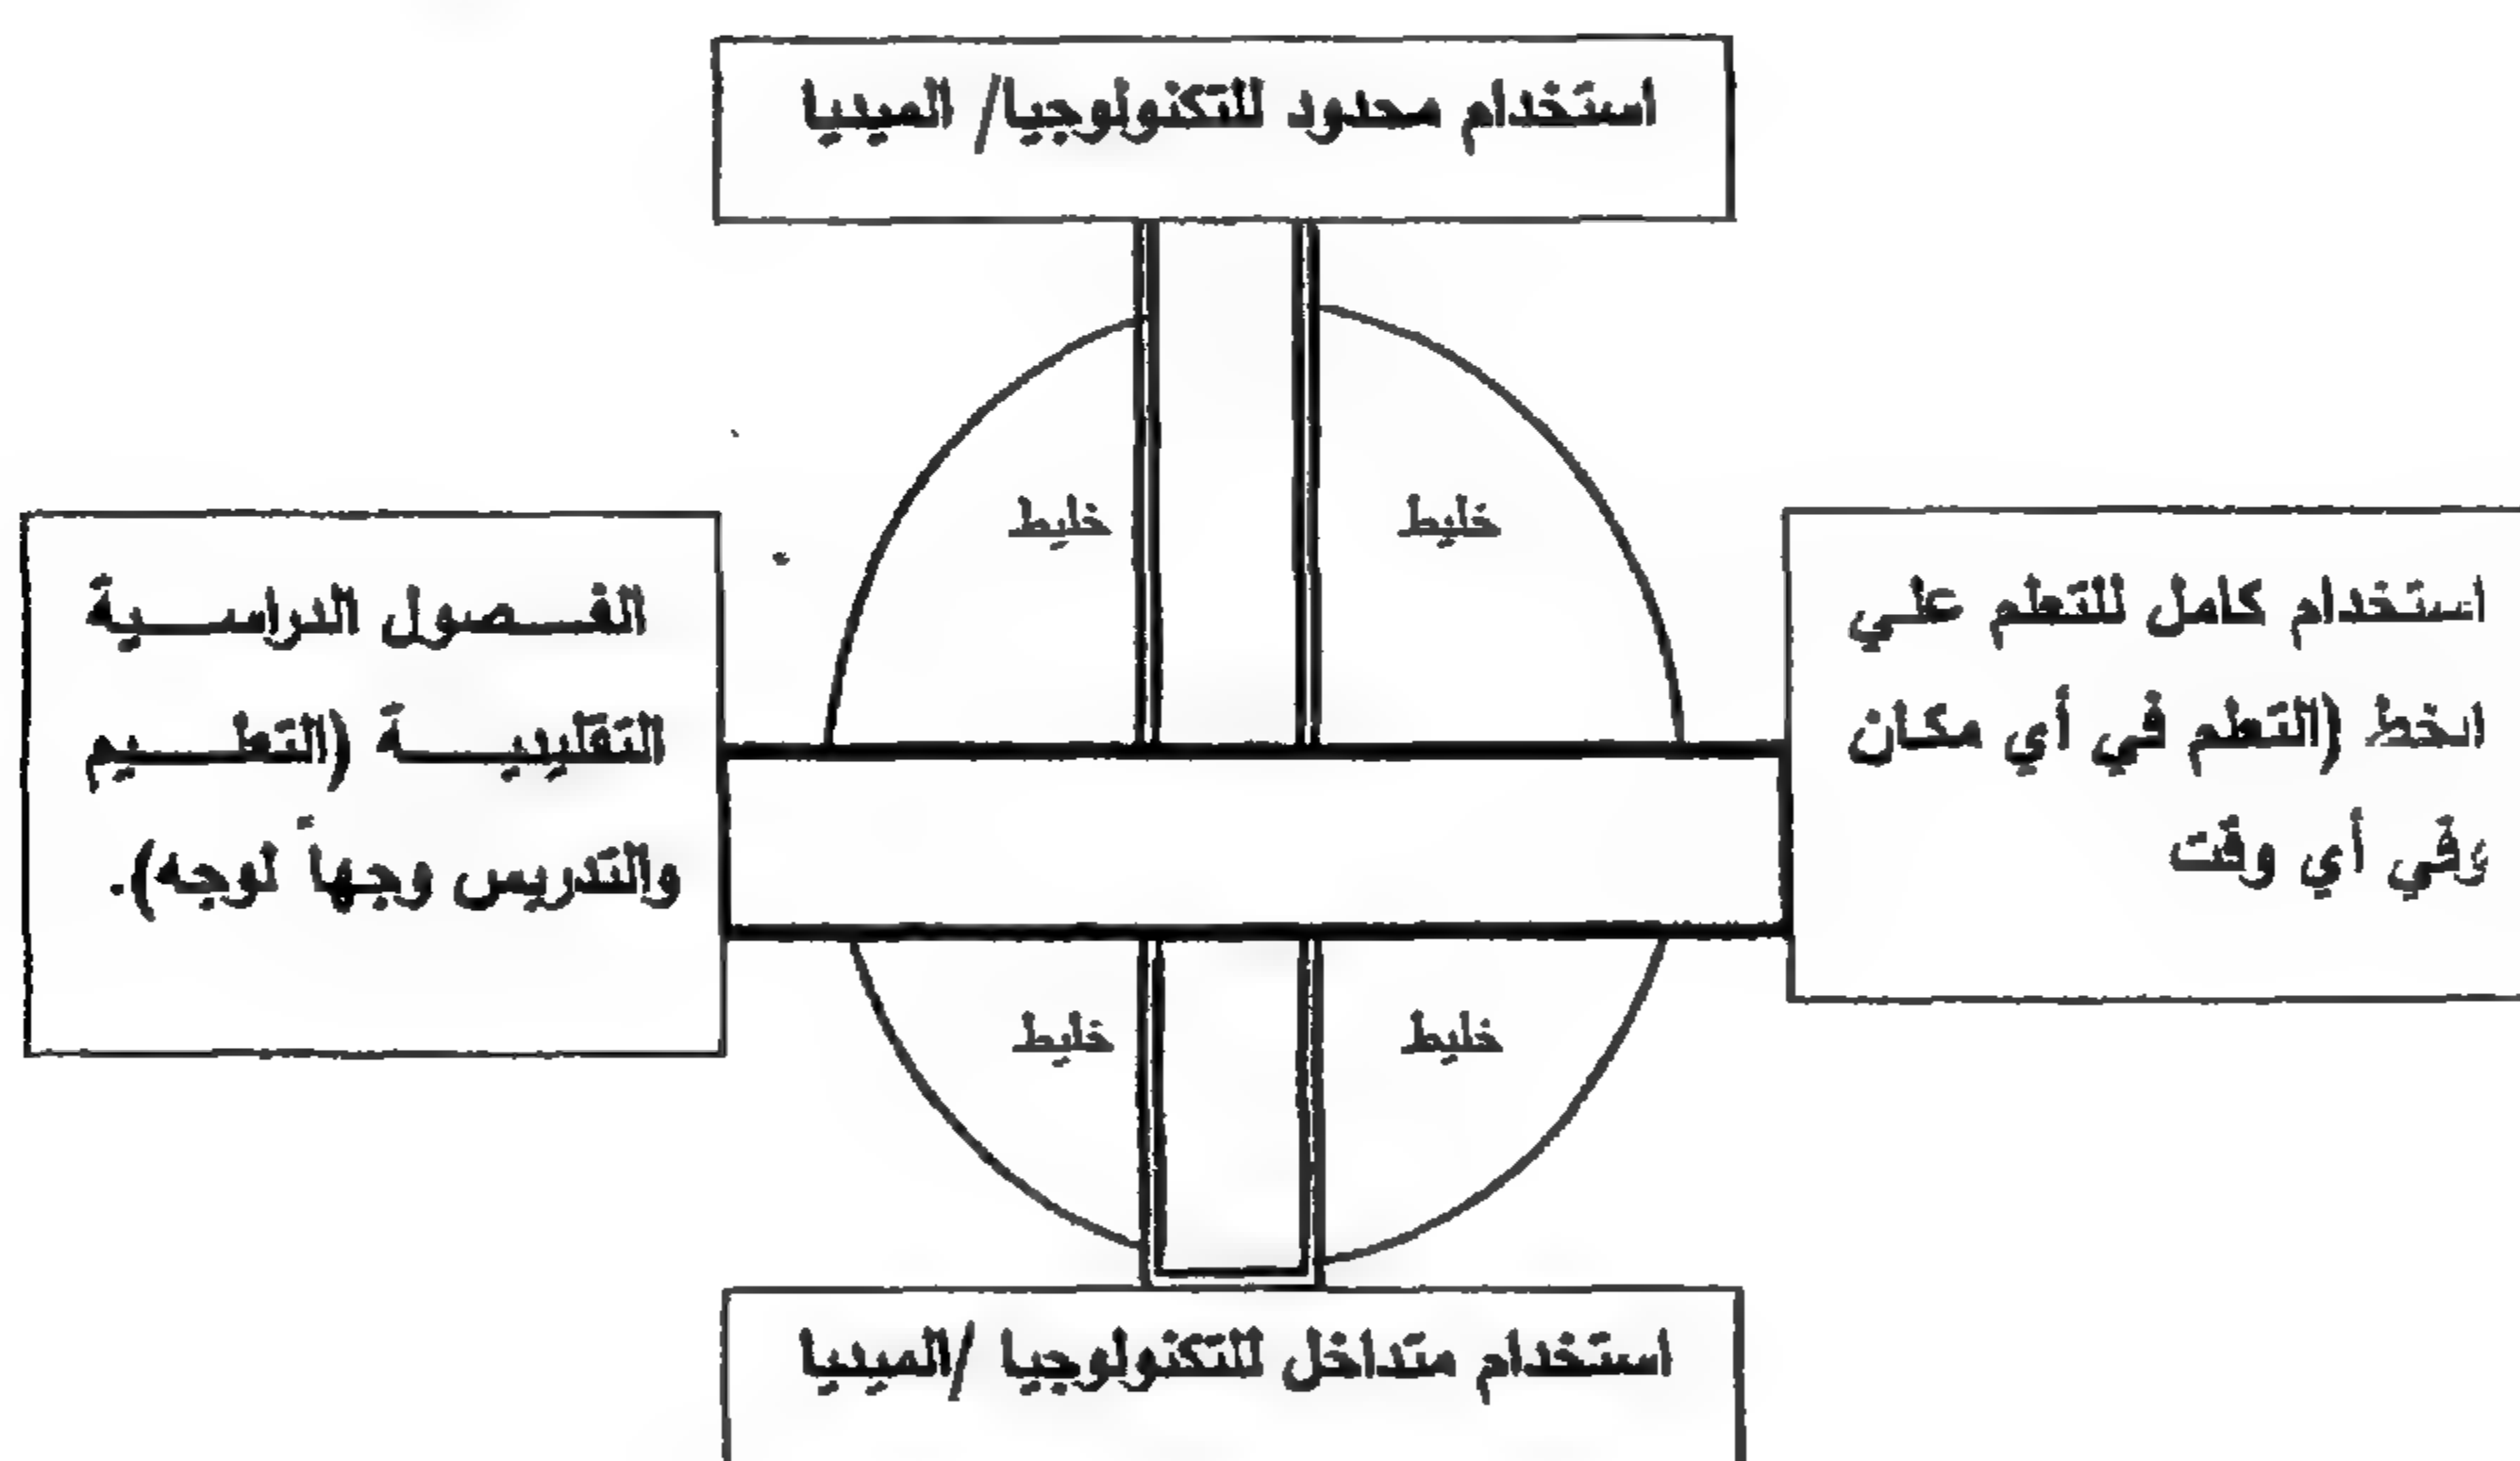 استخدام محدود للتكنولوجيا/ الميديا
خليط
خليط
استخدام كامل للتعلم علي
الخط (التعلم في أي مكان
وفي أي وقت
الفصول الدراسية
التقليدية (التعليم
والتدريس وجهاً لوجه).
خليط
خليط
استخدام متداخل للتكنولوجيا /الميديا